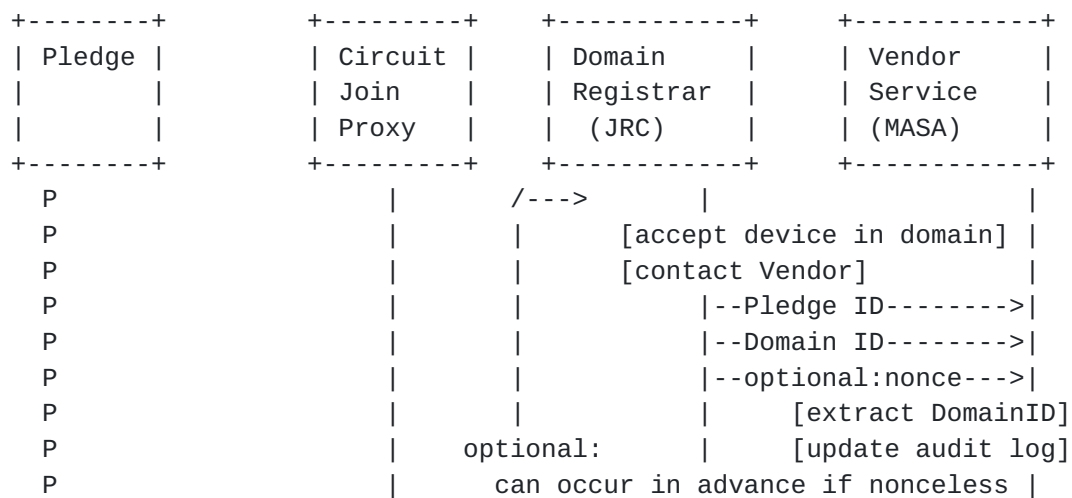 +--------+         +---------+    +------------+     +------------+
| Pledge |         | Circuit |    | Domain     |     | Vendor     |
|        |         | Join    |    | Registrar  |     | Service    |
|        |         | Proxy   |    |  (JRC)     |     | (MASA)     |
+--------+         +---------+    +------------+     +------------+
  P                     |       /--->       |                    |
  P                     |       |      [accept device in domain] |
  P                     |       |      [contact Vendor]          |
  P                     |       |           |--Pledge ID-------->|
  P                     |       |           |--Domain ID-------->|
  P                     |       |           |--optional:nonce--->|
  P                     |       |           |     [extract DomainID]
  P                     |    optional:      |     [update audit log]
  P                     |      can occur in advance if nonceless |